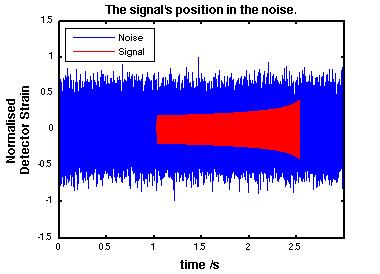 The signal's position in the noise.
1.5
Noise
Signal
1
0.5
0
-0.5
-1
-1.5
Normalised
Detector Strain
0 0.5 1 1.5 2 2.5
time /s